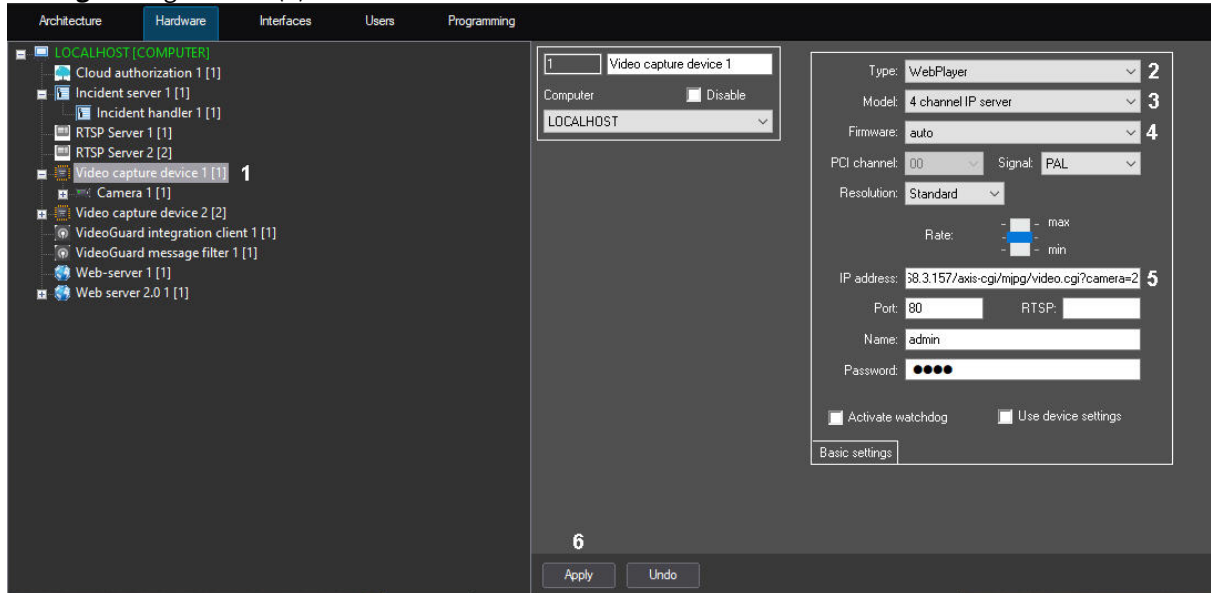 Architecture Hardware Interfaces Users Programming
LOCALHOST [COMPUTER]
Cloud authorization 1 [1]
Incident server 1 [1]
Incident handler 1 [1]
RTSP Server 1 [1]
RTSP Server 2 [2]
Video capture device 1 [1] 1
Camera 1 [1]
Video capture device 2 [2]
VideoGuard integration client 1 [1]
VideoGuard message filter 1 [1]
Web-server 1 [1]
Web server 2.0 1 [1]
1 Video capture device 1
Computer Disable
LOCALHOST
Type: WebPlayer 2
Model: 4 channel IP server 3
Firmware: auto 4
PCI channel: 00 Signal: PAL
Resolution: Standard
max
Rate:
min
IP address: 58.3.157/axis-cgi/mjpg/video.cgi?camera=2 5
Port: 80 RTSP:
Name: admin
Password: ●●●●
Activate watchdog Use device settings
Basic settings
6
Apply Undo